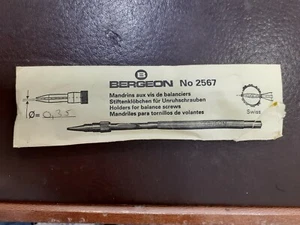 B
BERGEON No 2567
Mandrins aux vis de balanciers
Stiftenklöbchen für Unruhschrauben
Holders for balance screws
Mandriles para tornillos de volantes
Ø= 0,35
Swiss